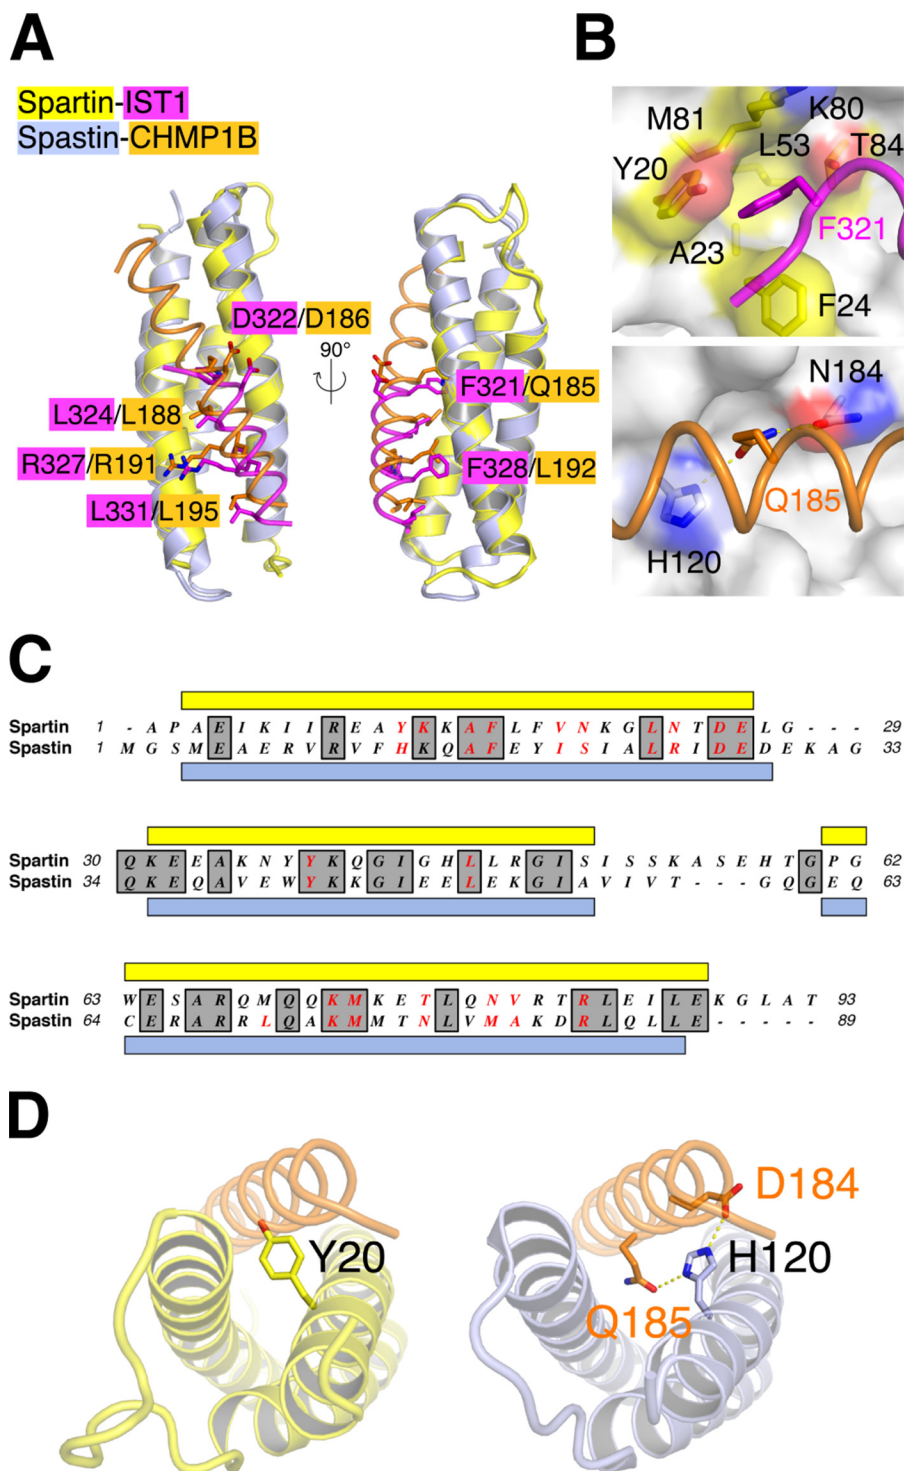 A
Spartin-IST1
Spastin-CHMP1B
D322/D186
90°
L324/L188
R327/R191
L331/L195
F321/Q185
F328/L192
B
M81
K80
L53
T84
Y20
F321
A23
F24
N184
Q185
H120
C
Spartin 1 - A P A E I K I I R E A Y K K A F L F V N K G L N T D E L G - - - 29
Spastin 1 M G S M E A E R V R V F H K Q A F E Y I S I A L R I D E D E K A G 33
Spartin 30 Q K E E A K N Y Y K Q G I G H L L R G I S I S S K A S E H T G P G 62
Spastin 34 Q K E Q A V E W Y K K G I E E L E K G I A V I V T - - - G Q G E Q 63
Spartin 63 W E S A R Q M Q Q K M K E T L Q N V R T R L E I L E K G L A T 93
Spastin 64 C E R A R R L Q A K M M T N L V M A K D R L Q L L E - - - - - 89
D
Y20
D184
H120
Q185